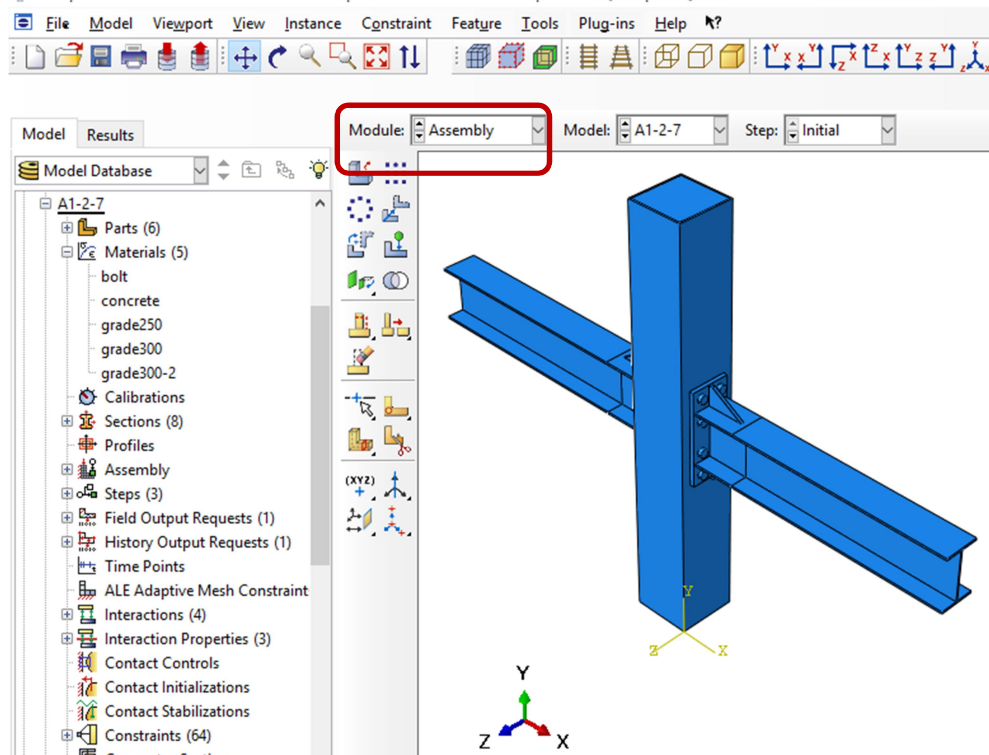 File Model Viewport View Instance Constraint Feature Tools Plug-ins Help
Model Results
Module: Assembly Model: A1-2-7 Step: Initial
Model Database
A1-2-7
Parts (6)
Materials (5)
bolt
concrete
grade250
grade300
grade300-2
Calibrations
Sections (8)
Profiles
Assembly
Steps (3)
Field Output Requests (1)
History Output Requests (1)
Time Points
ALE Adaptive Mesh Constraint
Interactions (4)
Interaction Properties (3)
Contact Controls
Contact Initializations
Contact Stabilizations
Constraints (64)
(XYZ)
Y
Z X
Y
Z X